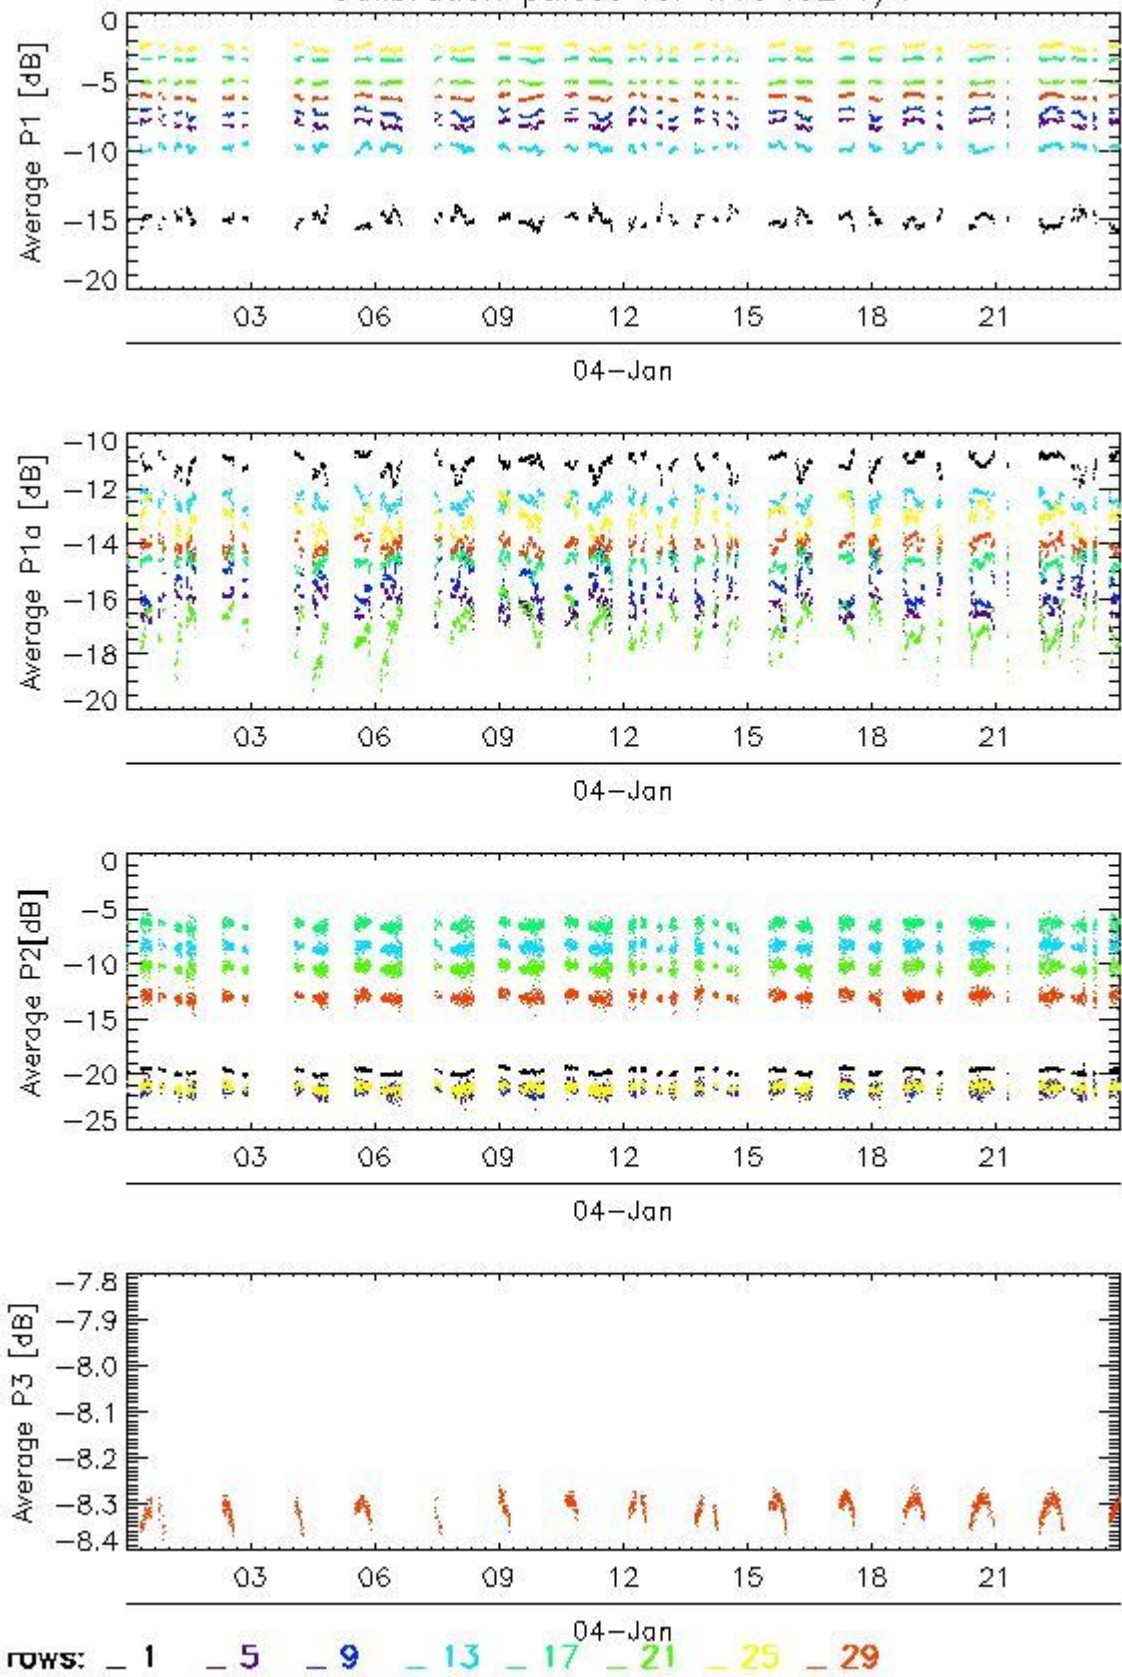 0
−5
−10
−15
−20
Average P1 [dB]
03 06 09 12 15 18 21
04−Jan
−10
−12
−14
−16
−18
−20
Average P1a [dB]
03 06 09 12 15 18 21
04−Jan
0
−5
−10
−15
−20
−25
Average P2[dB]
03 06 09 12 15 18 21
04−Jan
−7.8
−7.9
−8.0
−8.1
−8.2
−8.3
−8.4
Average P3 [dB]
03 06 09 12 15 18 21
04−Jan
rows: _ 1 _ 5 _ 9 _ 13 _ 17 _ 21 _ 25 _ 29